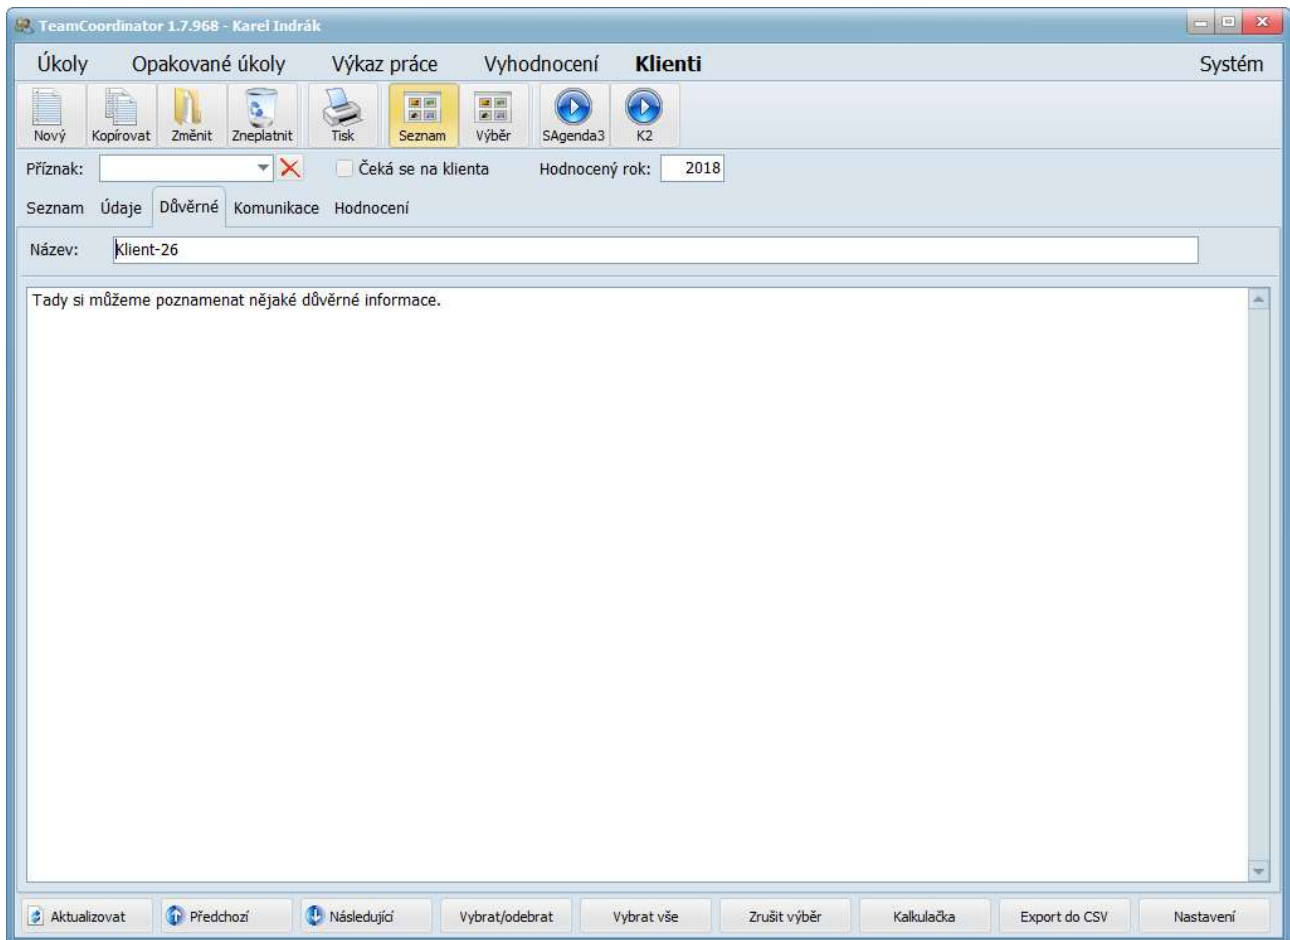 TeamCoordinator 1.7.968 - Karel Indrák
Úkoly Opakované úkoly Výkaz práce Vyhodnocení Klienti Systém
Nový Kopírovat Změnit Zneplatnit Tisk Seznam Výběr SAgenda3 K2
Příznak: Čeká se na klienta Hodnocený rok: 2018
Seznam Údaje Důvěrné Komunikace Hodnocení
Název: Klient-26
Tady si můžeme poznamenat nějaké důvěrné informace.
Aktualizovat Předchozí Následující Vybrat/odebrat Vybrat vše Zrušit výběr Kalkulačka Export do CSV Nastavení